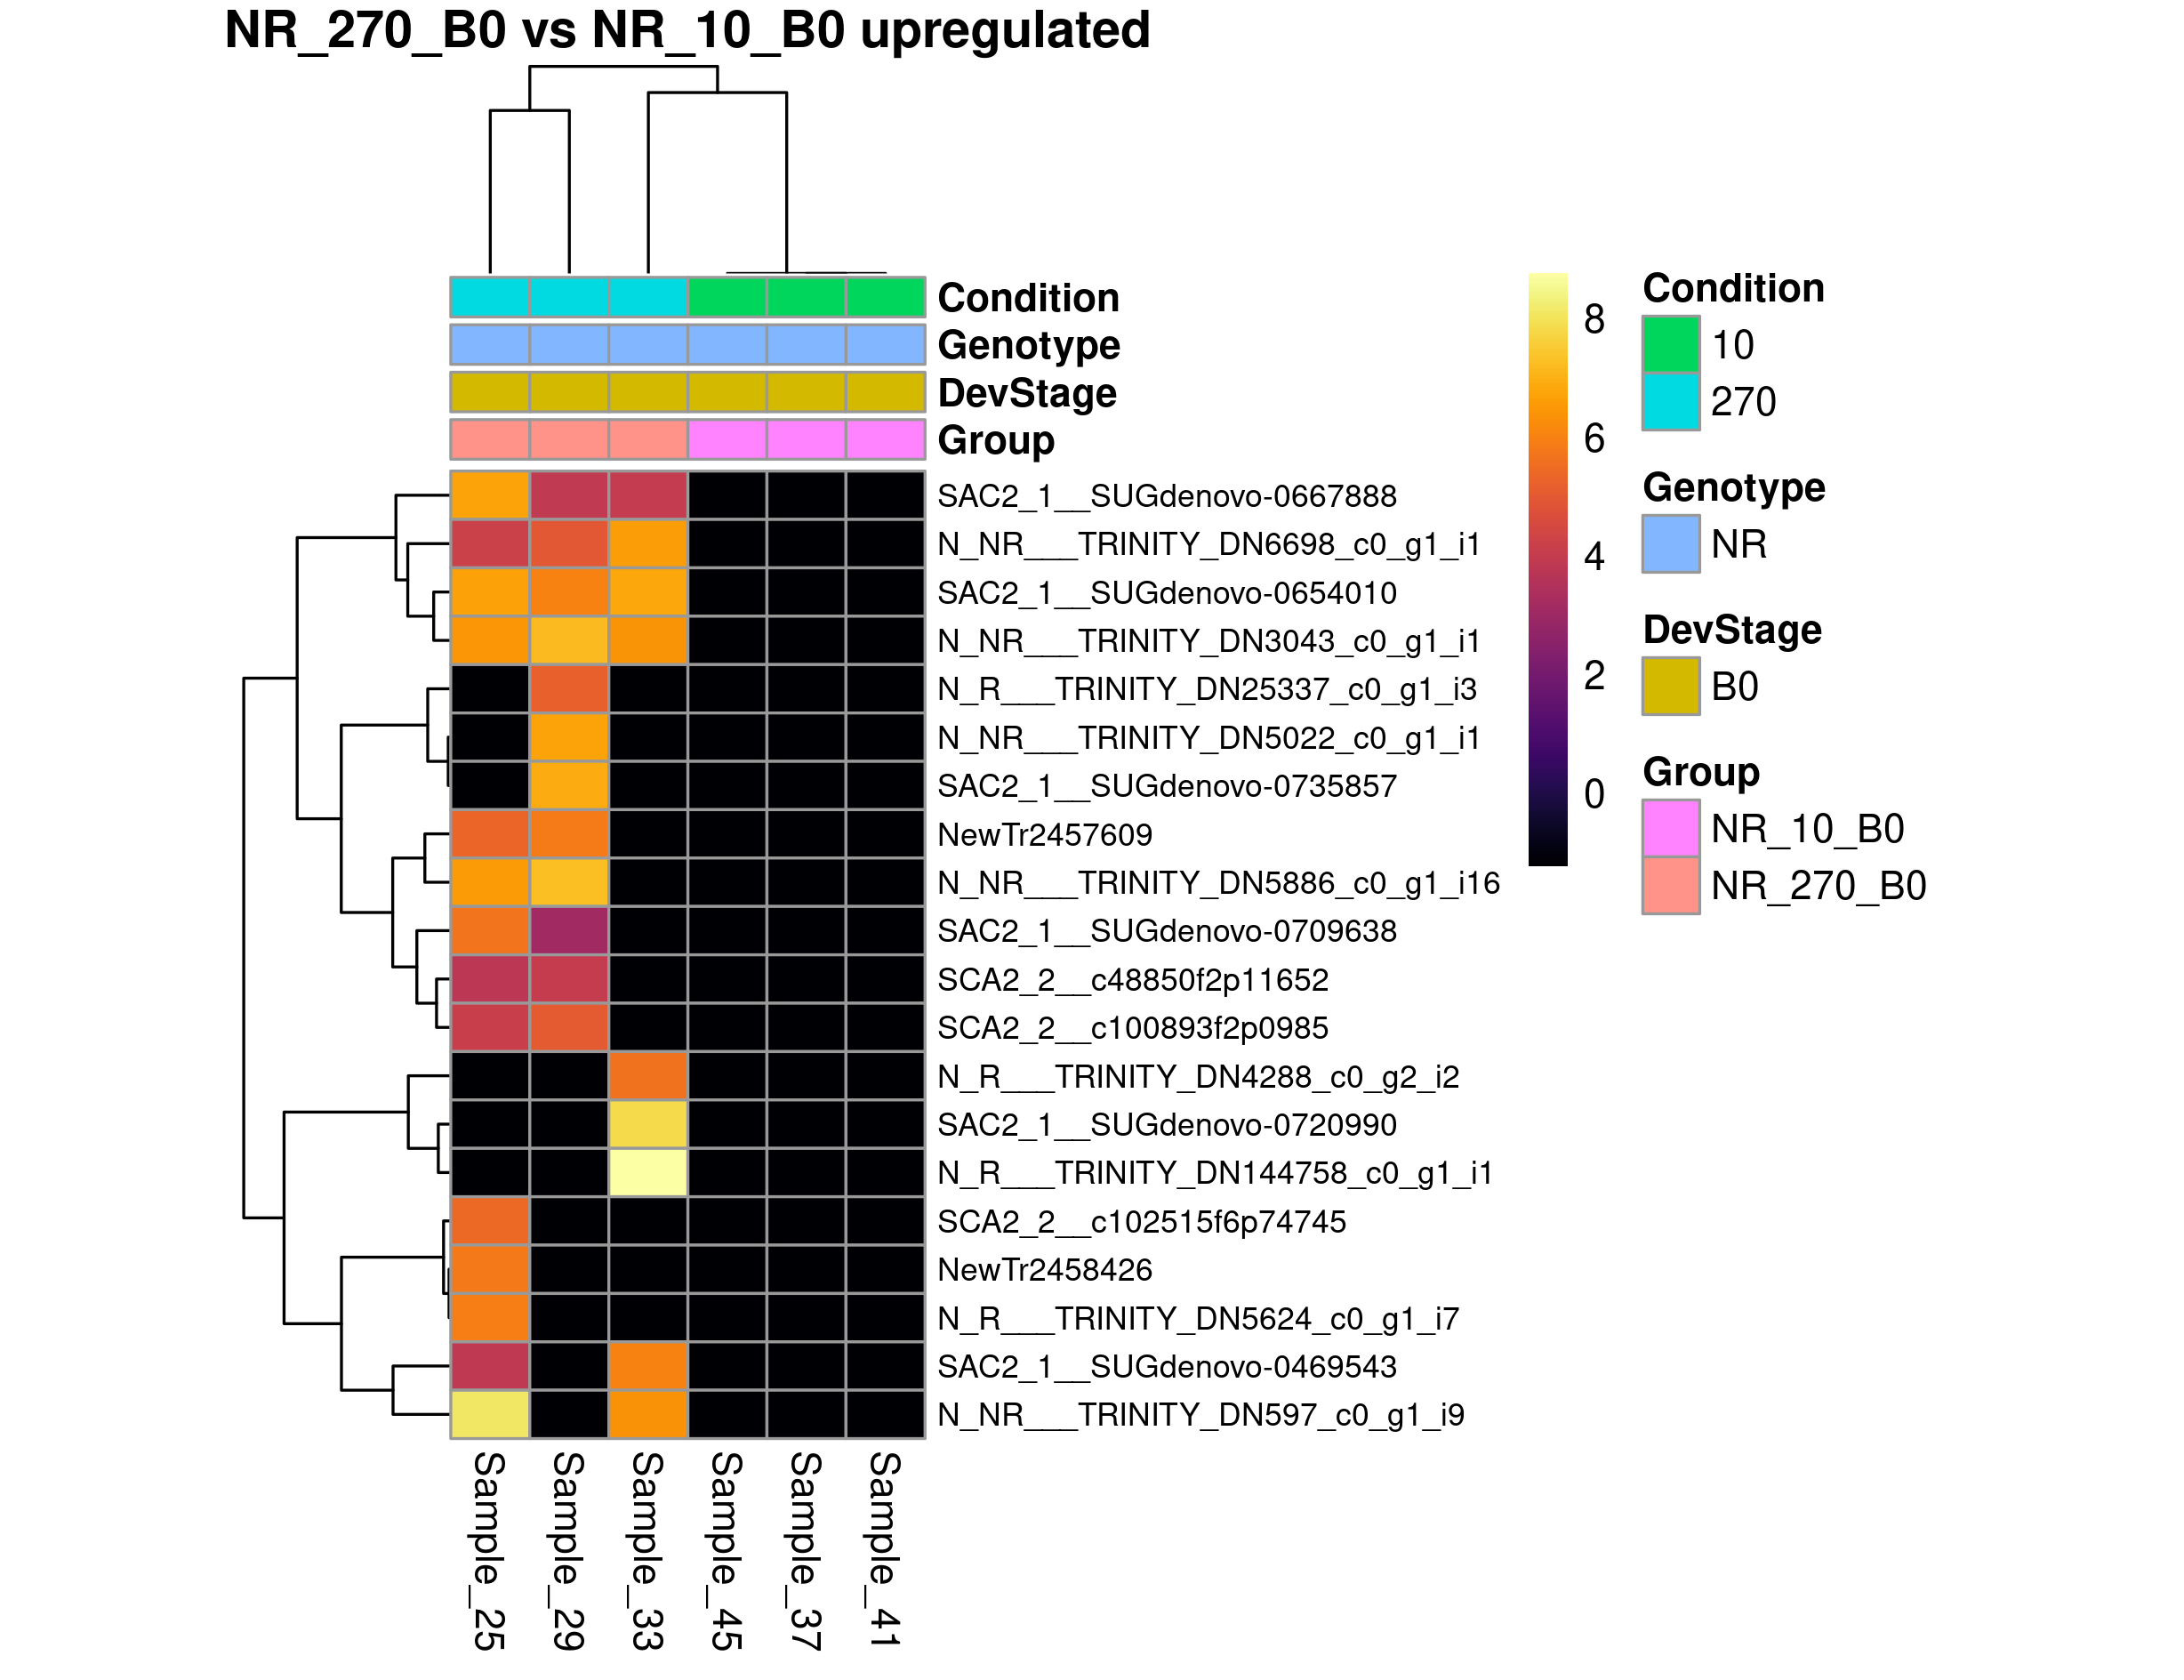 NR_270_B0 vs NR_10_B0 upregulated
Condition
Genotype
DevStage
Group
SAC2_1__SUGdenovo-0667888
N_NR___TRINITY_DN6698_c0_g1_i1
SAC2_1__SUGdenovo-0654010
N_NR___TRINITY_DN3043_c0_g1_i1
N_R___TRINITY_DN25337_c0_g1_i3
N_NR___TRINITY_DN5022_c0_g1_i1
SAC2_1__SUGdenovo-0735857
NewTr2457609
N_NR___TRINITY_DN5886_c0_g1_i16
SAC2_1__SUGdenovo-0709638
SCA2_2__c48850f2p11652
SCA2_2__c100893f2p0985
N_R___TRINITY_DN4288_c0_g2_i2
SAC2_1__SUGdenovo-0720990
N_R___TRINITY_DN144758_c0_g1_i1
SCA2_2__c102515f6p74745
NewTr2458426
N_R___TRINITY_DN5624_c0_g1_i7
SAC2_1__SUGdenovo-0469543
N_NR___TRINITY_DN597_c0_g1_i9
Sample_25
Sample_29
Sample_33
Sample_45
Sample_37
Sample_41
8
6
4
2
0
Condition
10
270
Genotype
NR
DevStage
B0
Group
NR_10_B0
NR_270_B0